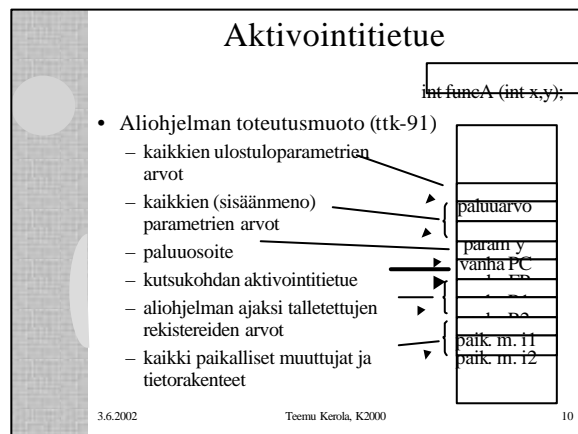 Aktivointitietue
int funcA (int x,y);
• Aliohjelman toteutusmuoto (ttk-91)
– kaikkien ulostuloparametrien
arvot
– kaikkien (sisäänmeno)
parametrien arvot
– paluuosoite
– kutsukohdan aktivointitietue
– aliohjelman ajaksi talletettujen
rekistereiden arvot
– kaikki paikalliset muuttujat ja
tietorakenteet
paluuarvo
param y
vanha PC
paik. m. i1
paik. m. i2
3.6.2002
Teemu Kerola, K2000
10